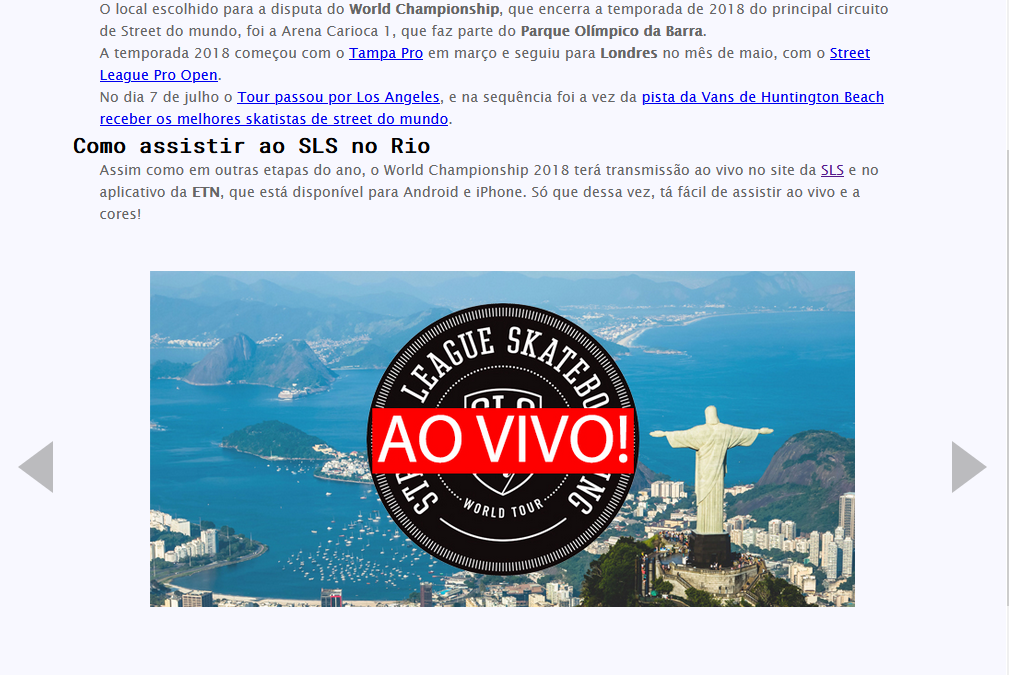 O local escolhido para a disputa do World Championship, que encerra a temporada de 2018 do principal circuito
de Street do mundo, foi a Arena Carioca 1, que faz parte do Parque Olímpico da Barra.
A temporada 2018 começou com o Tampa Pro em março e seguiu para Londres no mês de maio, com o Street
League Pro Open.
No dia 7 de julho o Tour passou por Los Angeles, e na sequência foi a vez da pista da Vans de Huntington Beach
receber os melhores skatistas de street do mundo.
Como assistir ao SLS no Rio
Assim como em outras etapas do ano, o World Championship 2018 terá transmissão ao vivo no site da SLS e no
aplicativo da ETN, que está disponível para Android e iPhone. Só que dessa vez, tá fácil de assistir ao vivo e a
cores!
LEAGUE SKATEBO
AO VIVO!
WORLD TOUR